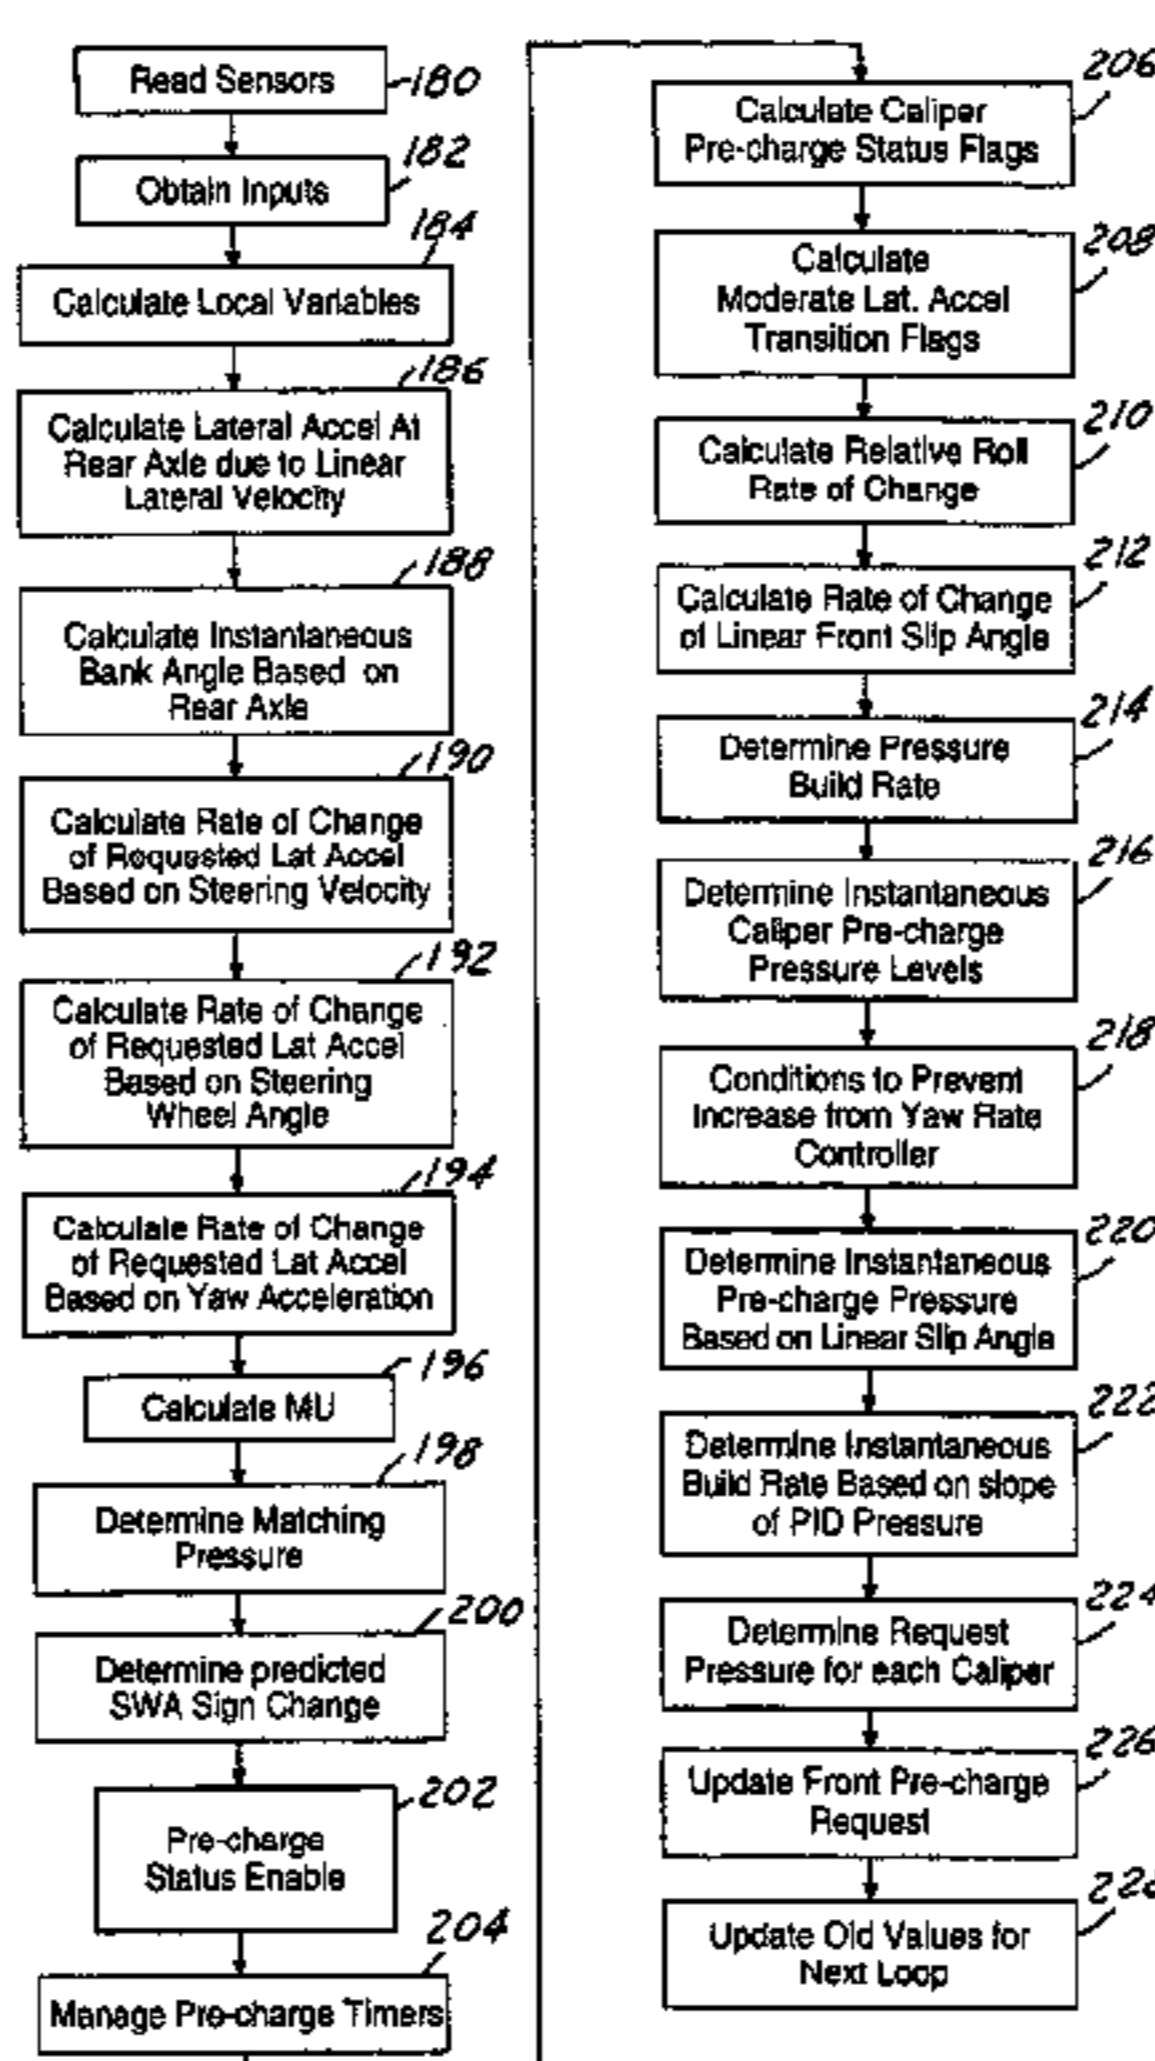 Read Sensors
180
Obtain Inputs
182
184
Calculate Local Variables
186
Calculate Lateral Accel At
Rear Axle due to Linear
Lateral Velocity
188
Calculate Instantaneous
Bank Angle Based on
Rear Axle
190
Calculate Rate of Change
of Requested Lat Accel
Based on Steering Velocity
192
Calculate Rate of Change
of Requested Lat Accel
Based on Steering
Wheel Angle
194
Calculate Rate of Change
of Requested Lat Accel
Based on Yaw Acceleration
196
Calculate MU
198
Determine Matching
Pressure
200
Determine predicted
SWA Sign Change
202
Pre-charge
Status Enable
204
Manage Pre-charge Timers
206
Calculate Caliper
Pre-charge Status Flags
208
Calculate
Moderate Lat. Accel
Transition Flags
210
Calculate Relative Roll
Rate of Change
212
Calculate Rate of Change
of Linear Front Slip Angle
214
Determine Pressure
Build Rate
216
Determine Instantaneous
Caliper Pre-charge
Pressure Levels
218
Conditions to Prevent
Increase from Yaw Rate
Controller
220
Determine Instantaneous
Pre-charge Pressure
Based on Linear Slip Angle
222
Determine Instantaneous
Build Rate Based on slope
of PID Pressure
224
Determine Request
Pressure for each Caliper
226
Update Front Pre-charge
Request
228
Update Old Values for
Next Loop